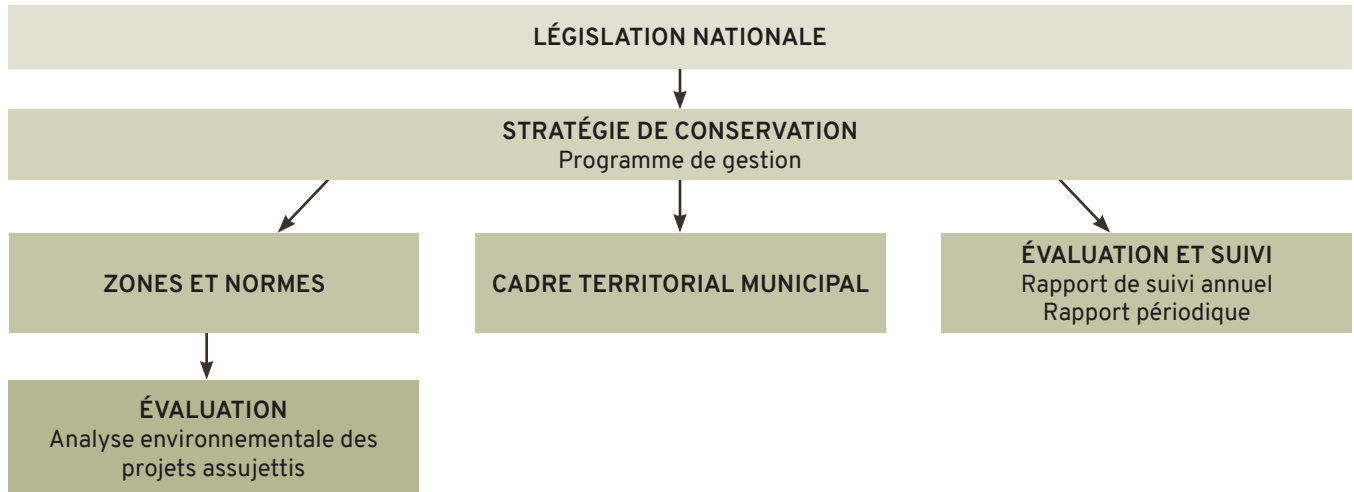 LÉGISLATION NATIONALE
STRATÉGIE DE CONSERVATION
Programme de gestion
ZONES ET NORMES
CADRE TERRITORIAL MUNICIPAL
ÉVALUATION ET SUIVI
Rapport de suivi annuel
Rapport périodique
ÉVALUATION
Analyse environnementale des
projets assujettis